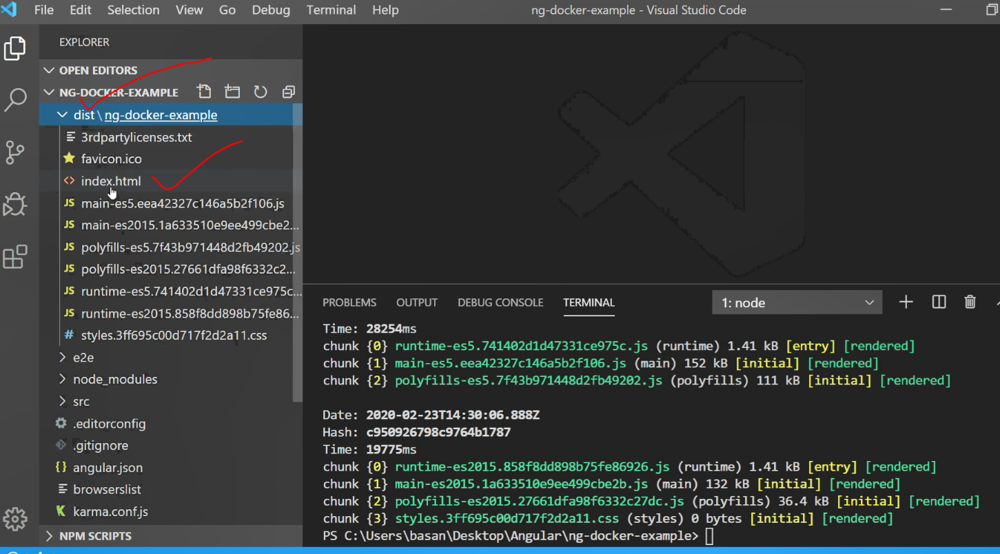 File Edit Selection View Go Debug Terminal Help ng-docker-example - Visual Studio Code
EXPLORER
OPEN EDITORS
NG-DOCKER-EXAMPLE
dist \ ng-docker-example
3rdpartylicenses.txt
favicon.ico
index.html
main-es5.eea42327c146a5b2f106.js
main-es2015.1a633510e9ee499cbe2...
polyfills-es5.7f43b971448d2fb49202.js
polyfills-es2015.27661dfa98f6332c2...
runtime-es5.741402d1d47331ce975c...
runtime-es2015.858f8dd898b75fe86...
styles.3ff695c00d717f2d2a11.css
e2e
node_modules
src
.editorconfig
.gitignore
angular.json
browserslist
karma.conf.js
NPM SCRIPTS
PROBLEMS OUTPUT DEBUG CONSOLE TERMINAL 1: node
Time: 28254ms
chunk {0} runtime-es5.741402d1d47331ce975c.js (runtime) 1.41 kB [entry] [rendered]
chunk {1} main-es5.eea42327c146a5b2f106.js (main) 152 kB [initial] [rendered]
chunk {2} polyfills-es5.7f43b971448d2fb49202.js (polyfills) 111 kB [initial] [rendered]
Date: 2020-02-23T14:30:06.888Z
Hash: c950926798c9764b1787
Time: 19775ms
chunk {0} runtime-es2015.858f8dd898b75fe86926.js (runtime) 1.41 kB [entry] [rendered]
chunk {1} main-es2015.1a633510e9ee499cbe2b.js (main) 132 kB [initial] [rendered]
chunk {2} polyfills-es2015.27661dfa98f6332c27dc.js (polyfills) 36.4 kB [initial] [rendered]
chunk {3} styles.3ff695c00d717f2d2a11.css (styles) 0 bytes [initial] [rendered]
PS C:\Users\basan\Desktop\Angular\ng-docker-example>